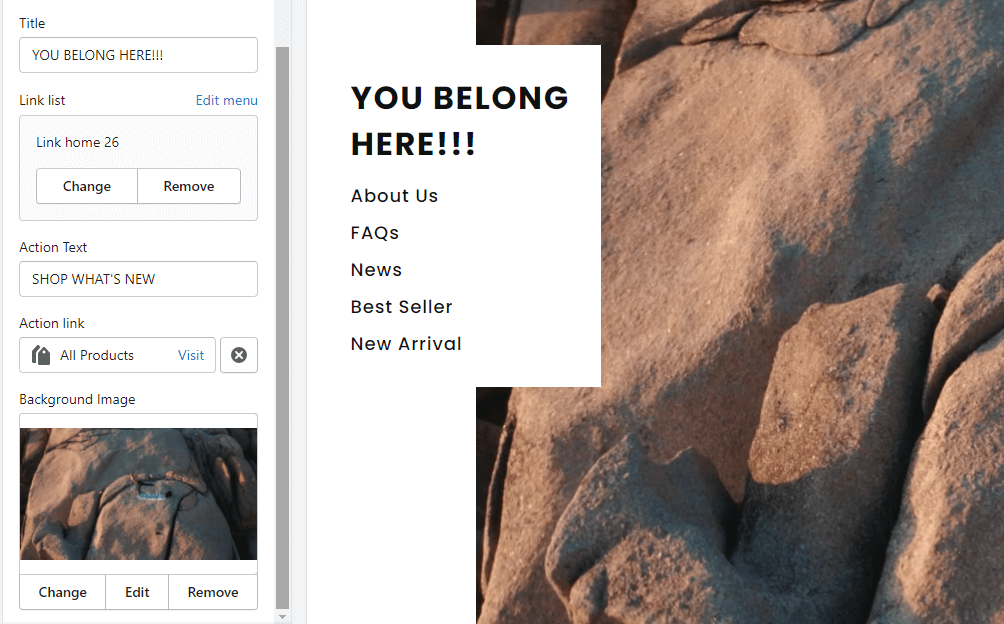 Title
YOU BELONG HERE!!!
Link list Edit menu
Link home 26
Change Remove
Action Text
SHOP WHAT'S NEW
Action link
All Products Visit
Background Image
Change Edit Remove
YOU BELONG
HERE!!!
About Us
FAQs
News
Best Seller
New Arrival